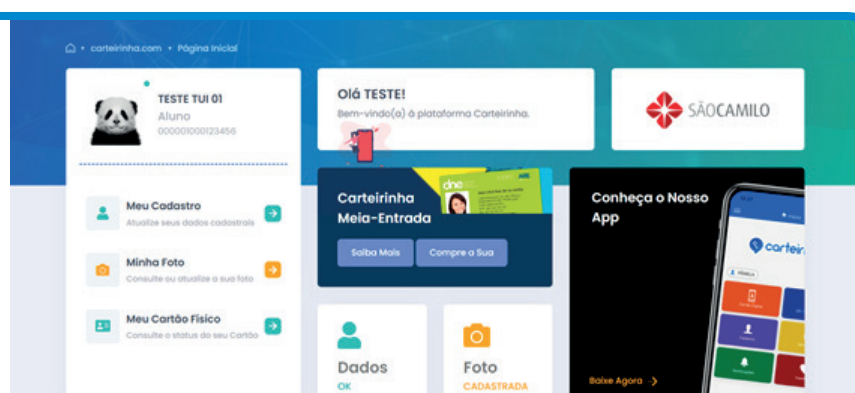 carteirinha.com • Página Inicial
TESTE TUI 01
Aluno
000001000123456
Meu Cadastro
Atualize seus dados cadastrais
Minha Foto
Consulte ou atualize a sua foto
Meu Cartão Físico
Consulte o status do seu Cartão
Olá TESTE!
Bem-vindo(a) à plataforma Carteirinha.
SÃOCAMILO
Carteirinha
Meia-Entrada
dne
Saiba Mais
Compre a Sua
Dados
OK
Foto
CADASTRADA
Conheça o Nosso
App
carteir
Baixe Agora